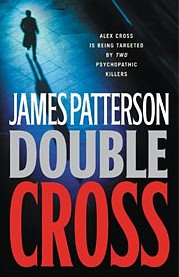 ALEX CROSS
IS BEING TARGETED
BY TWO
PSYCHOPATHIC
KILLERS
JAMES PATTERSON
DOUBLE
CROSS